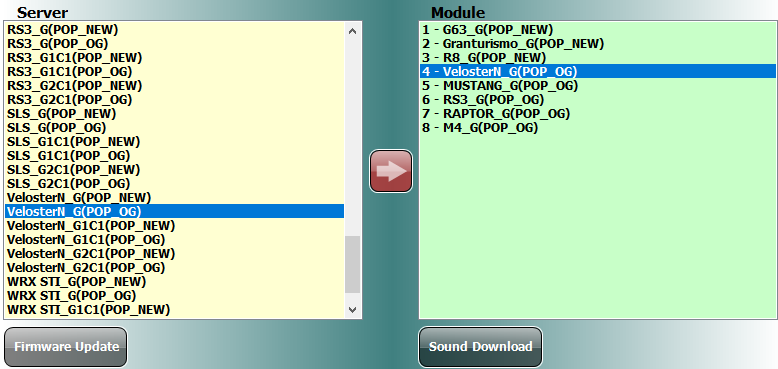 Server
RS3_G(POP_NEW)
RS3_G(POP_OG)
RS3_G1C1(POP_NEW)
RS3_G1C1(POP_OG)
RS3_G2C1(POP_NEW)
RS3_G2C1(POP_OG)
SLS_G(POP_NEW)
SLS_G(POP_OG)
SLS_G1C1(POP_NEW)
SLS_G1C1(POP_OG)
SLS_G2C1(POP_NEW)
SLS_G2C1(POP_OG)
VelosterN_G(POP_NEW)
VelosterN_G(POP_OG)
VelosterN_G1C1(POP_NEW)
VelosterN_G1C1(POP_OG)
VelosterN_G2C1(POP_NEW)
VelosterN_G2C1(POP_OG)
WRX STI_G(POP_NEW)
WRX STI_G(POP_OG)
WRX STI_G1C1(POP_NEW)
Firmware Update
Module
1 - G63_G(POP_NEW)
2 - Granturismo_G(POP_NEW)
3 - R8_G(POP_NEW)
4 - VelosterN_G(POP_OG)
5 - MUSTANG_G(POP_OG)
6 - RS3_G(POP_OG)
7 - RAPTOR_G(POP_OG)
8 - M4_G(POP_OG)
Sound Download